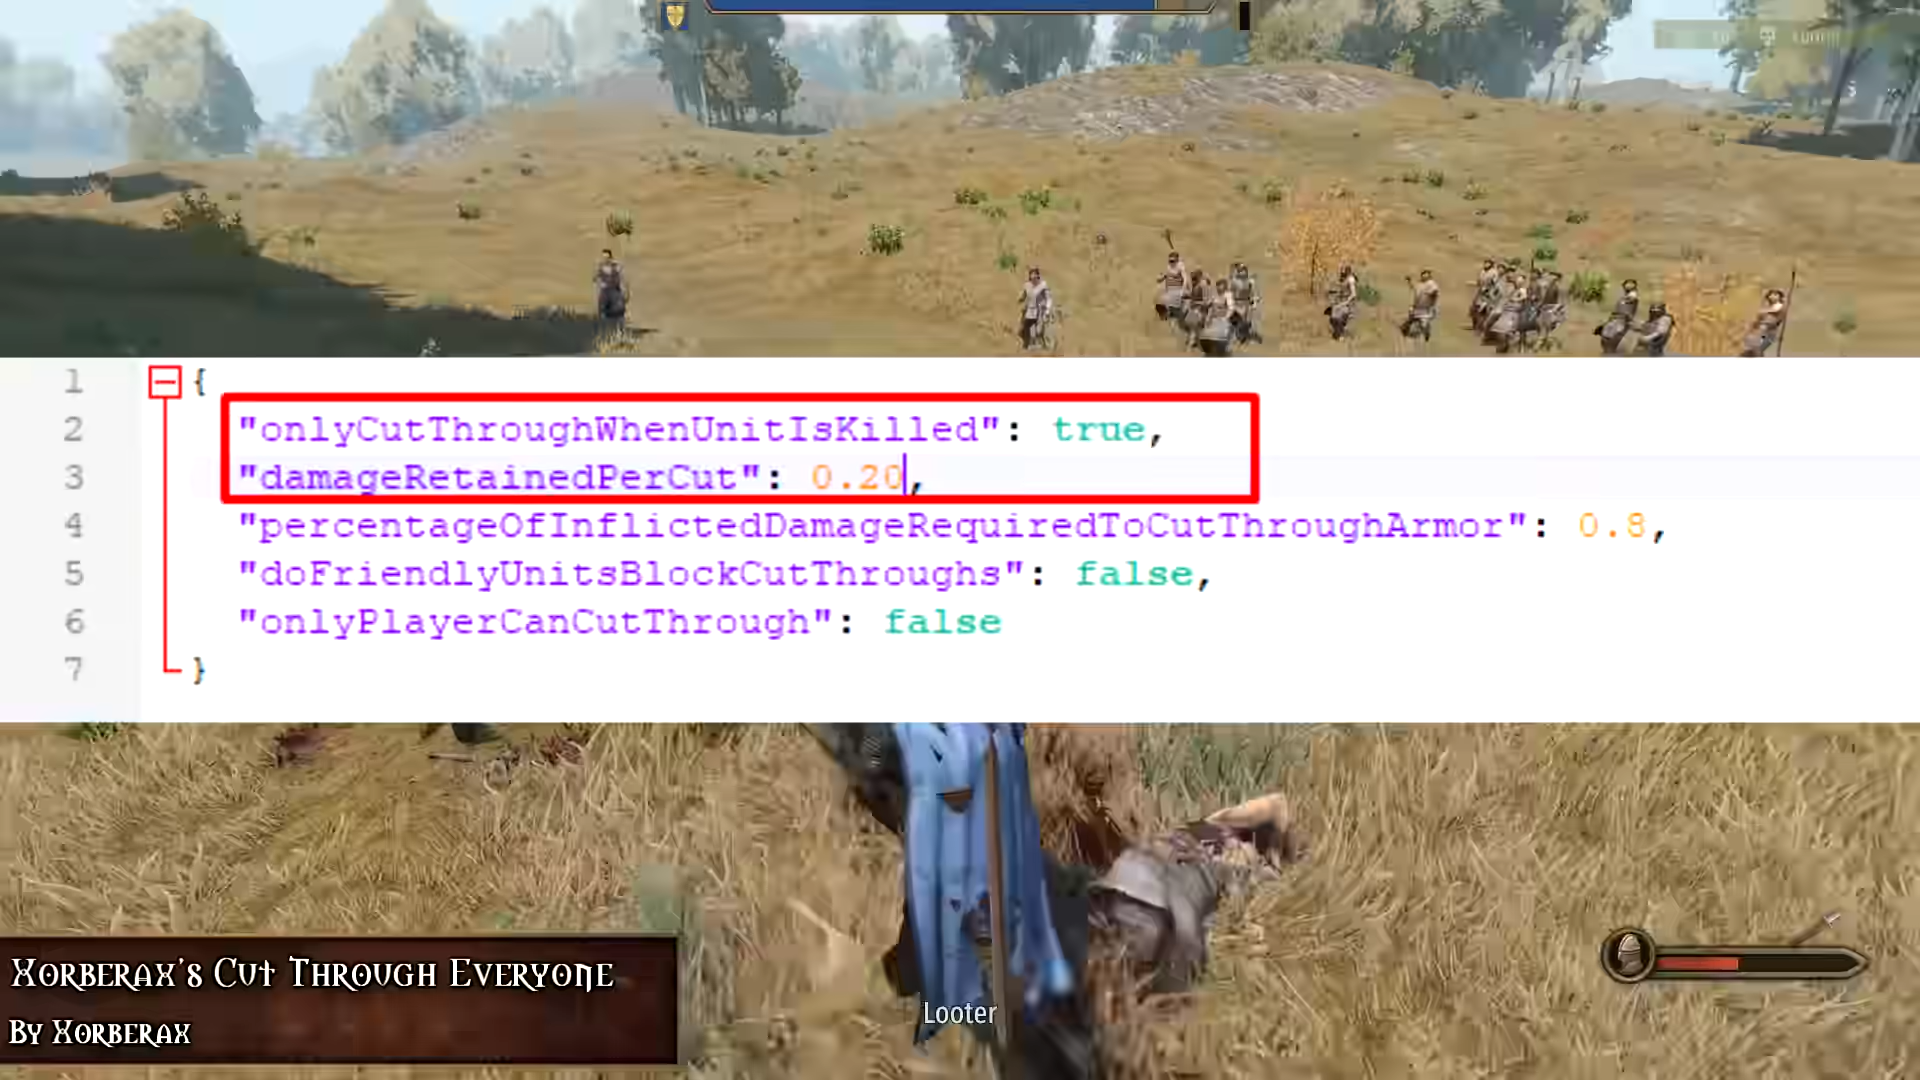 1 {
2 "onlyCutThroughWhenUnitIsKilled": true,
3 "damageRetainedPerCut": 0.20,
4 "percentageOfInflictedDamageRequiredToCutThroughArmor": 0.8,
5 "doFriendlyUnitsBlockCutThroughs": false,
6 "onlyPlayerCanCutThrough": false
7 }
Xorberax's Cut Through Everyone
By Xorberax
Looter